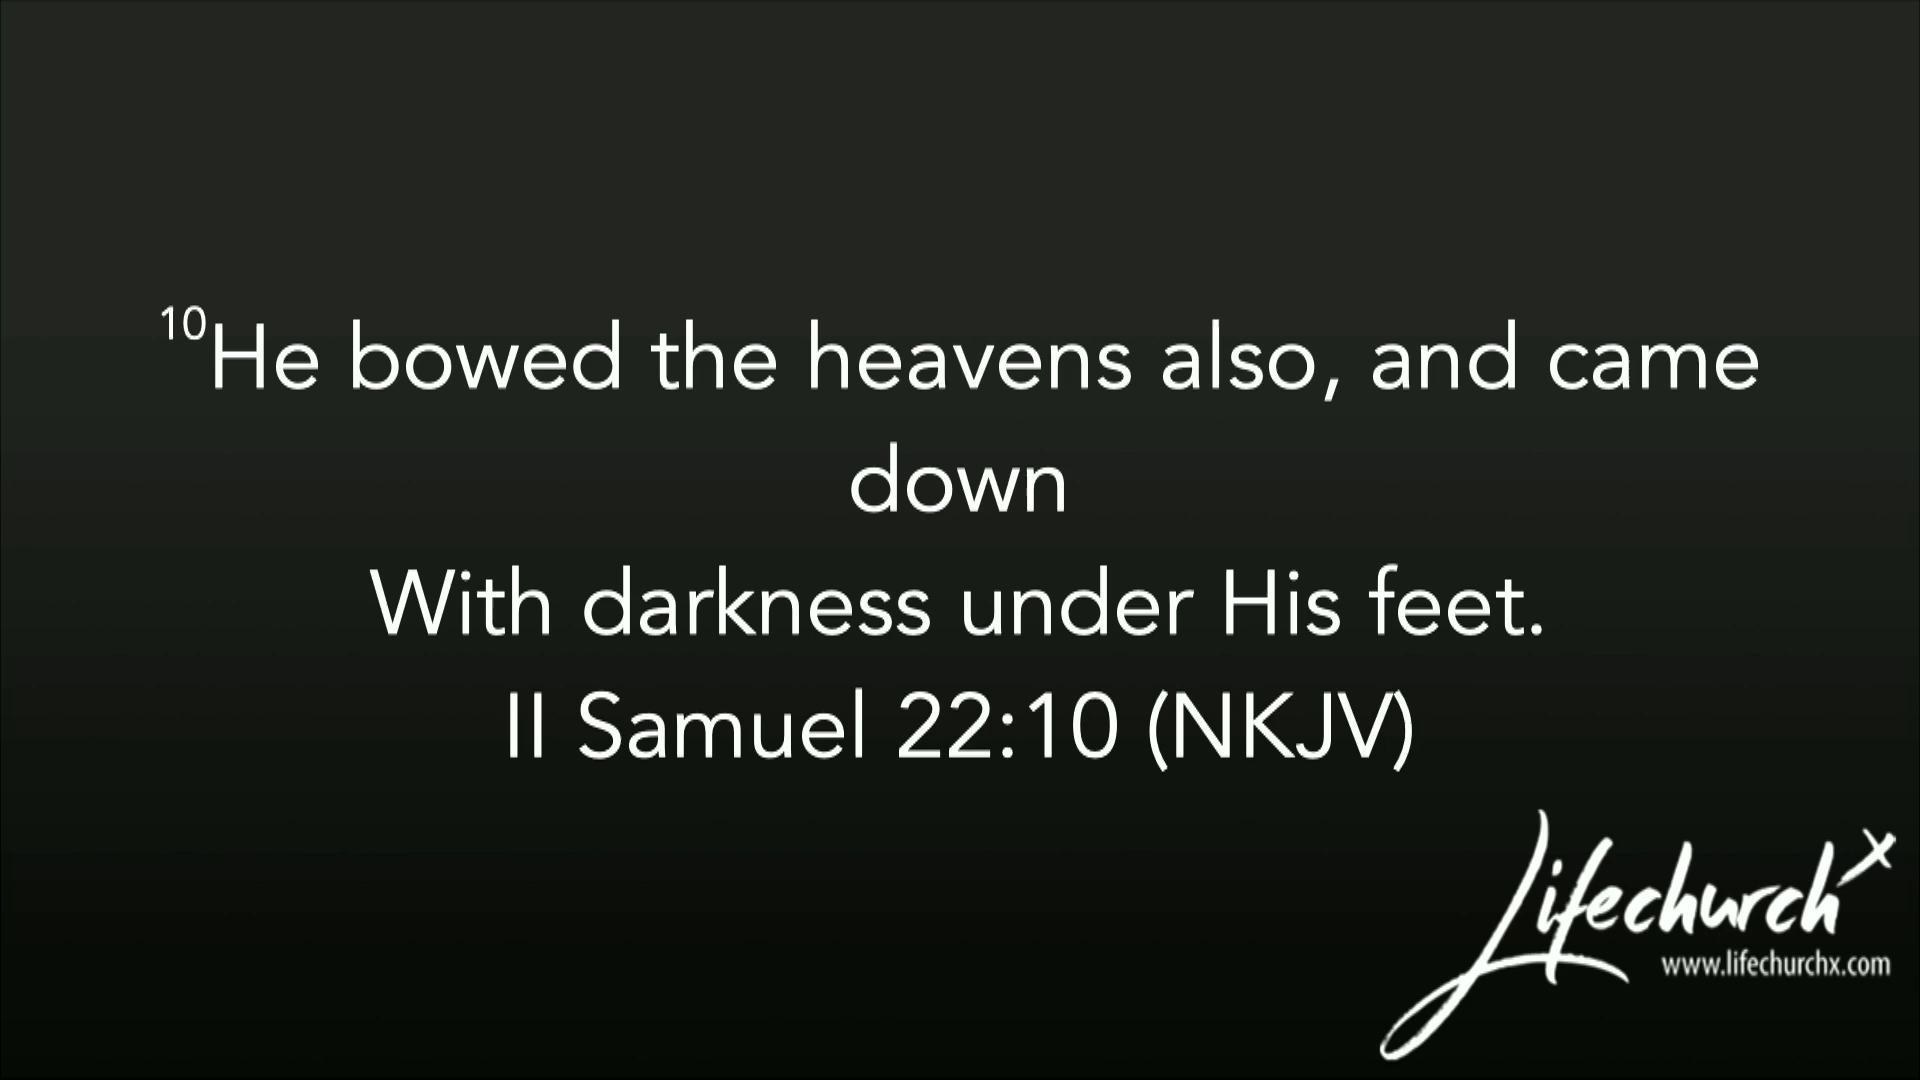 10He bowed the heavens also, and came
down
With darkness under His feet.
II Samuel 22:10 (NKJV)
Lifechurch x
www.lifechurchx.com